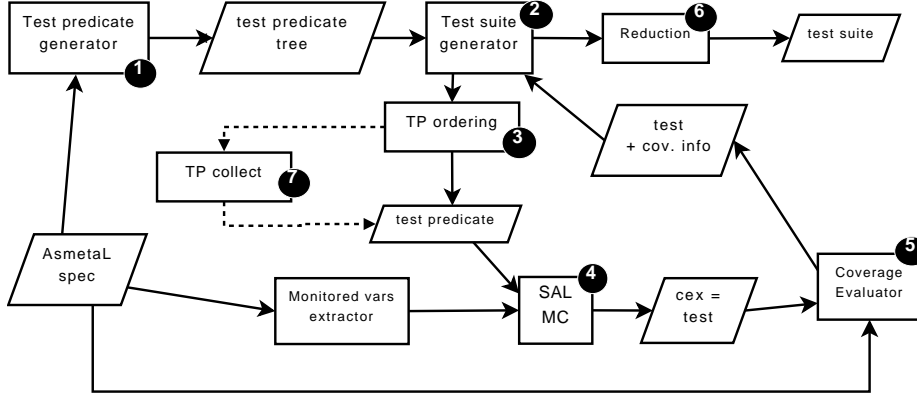 Test predicate
generator
1
test predicate
tree
Test suite
generator
2
Reduction
6
test suite
TP ordering
3
test
+ cov. info
TP collect
7
test predicate
AsmetaL
spec
Monitored vars
extractor
SAL
MC
4
cex =
test
Coverage
Evaluator
5